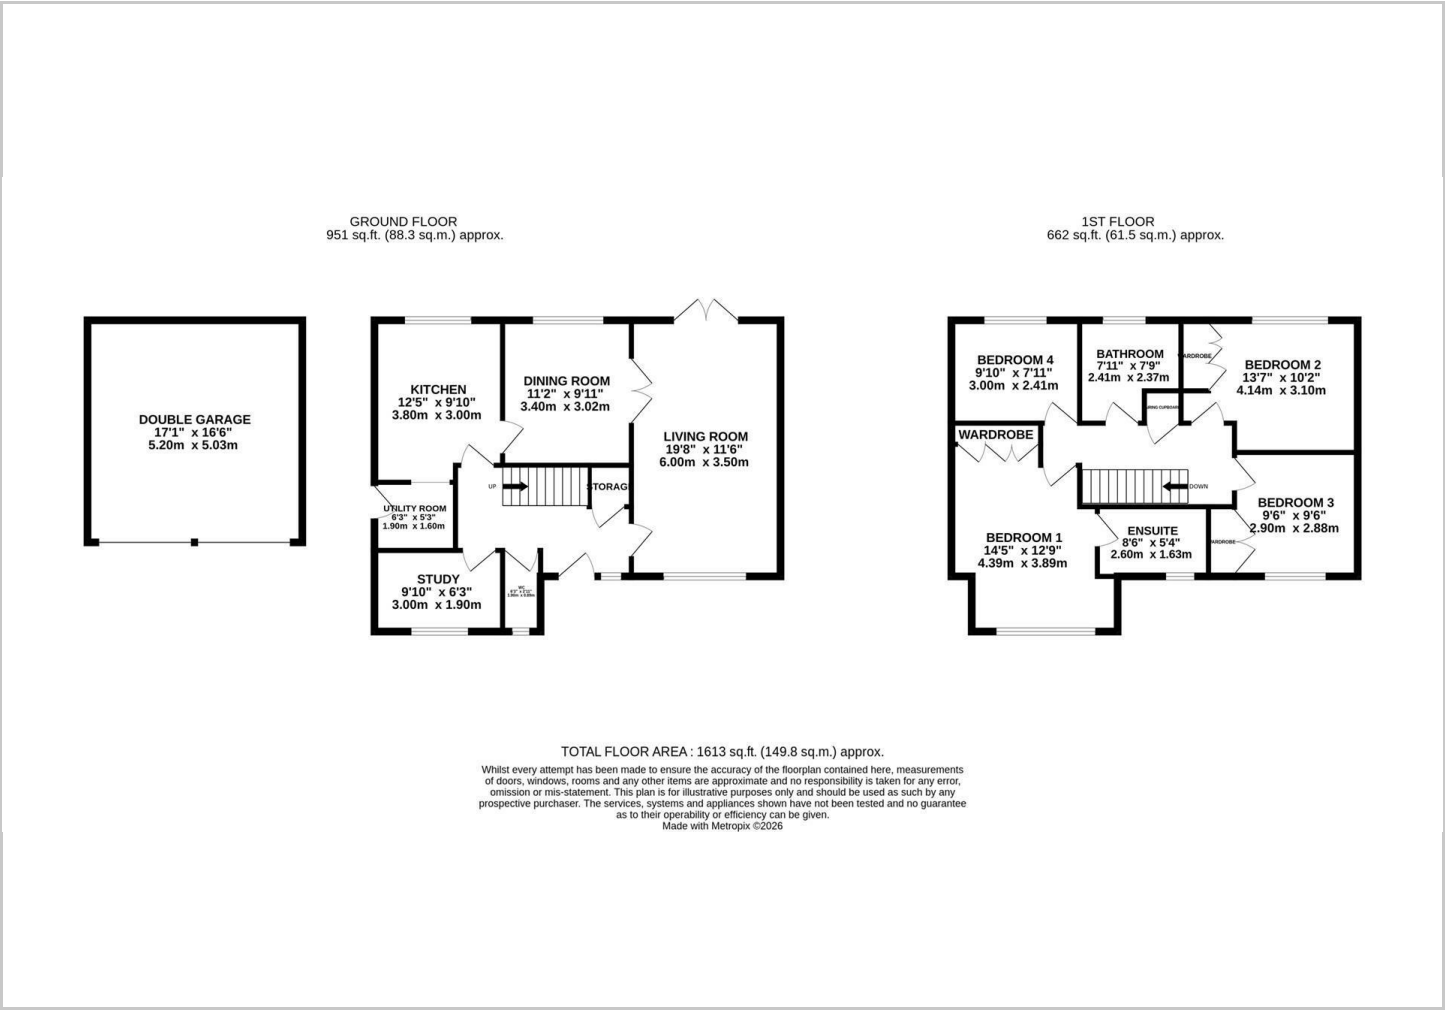 GROUND FLOOR
951 sq.ft. (88.3 sq.m.) approx.
1ST FLOOR
662 sq.ft. (61.5 sq.m.) approx.
DOUBLE GARAGE
17'1" x 16'6"
5.20m x 5.03m
KITCHEN
12'5" x 9'10"
3.80m x 3.00m
DINING ROOM
11'2" x 9'11"
3.40m x 3.02m
LIVING ROOM
19'8" x 11'6"
6.00m x 3.50m
UP
STORAG
UTILITY ROOM
6'3" x 5'3"
1.90m x 1.60m
STUDY
9'10" x 6'3"
3.00m x 1.90m
WC
BEDROOM 4
9'10" x 7'11"
3.00m x 2.41m
BATHROOM
7'11" x 7'9"
2.41m x 2.37m
WARDROBE
BEDROOM 2
13'7" x 10'2"
4.14m x 3.10m
WARDROBE
DOWN
BEDROOM 1
14'5" x 12'9"
4.39m x 3.89m
ENSUITE
8'6" x 5'4"
2.60m x 1.63m
WARDROBE
BEDROOM 3
9'6" x 9'6"
2.90m x 2.88m
TOTAL FLOOR AREA : 1613 sq.ft. (149.8 sq.m.) approx.
Whilst every attempt has been made to ensure the accuracy of the floorplan contained here, measurements
of doors, windows, rooms and any other items are approximate and no responsibility is taken for any error,
omission or mis-statement. This plan is for illustrative purposes only and should be used as such by any
prospective purchaser. The services, systems and appliances shown have not been tested and no guarantee
as to their operability or efficiency can be given.
Made with Metropix ©2026